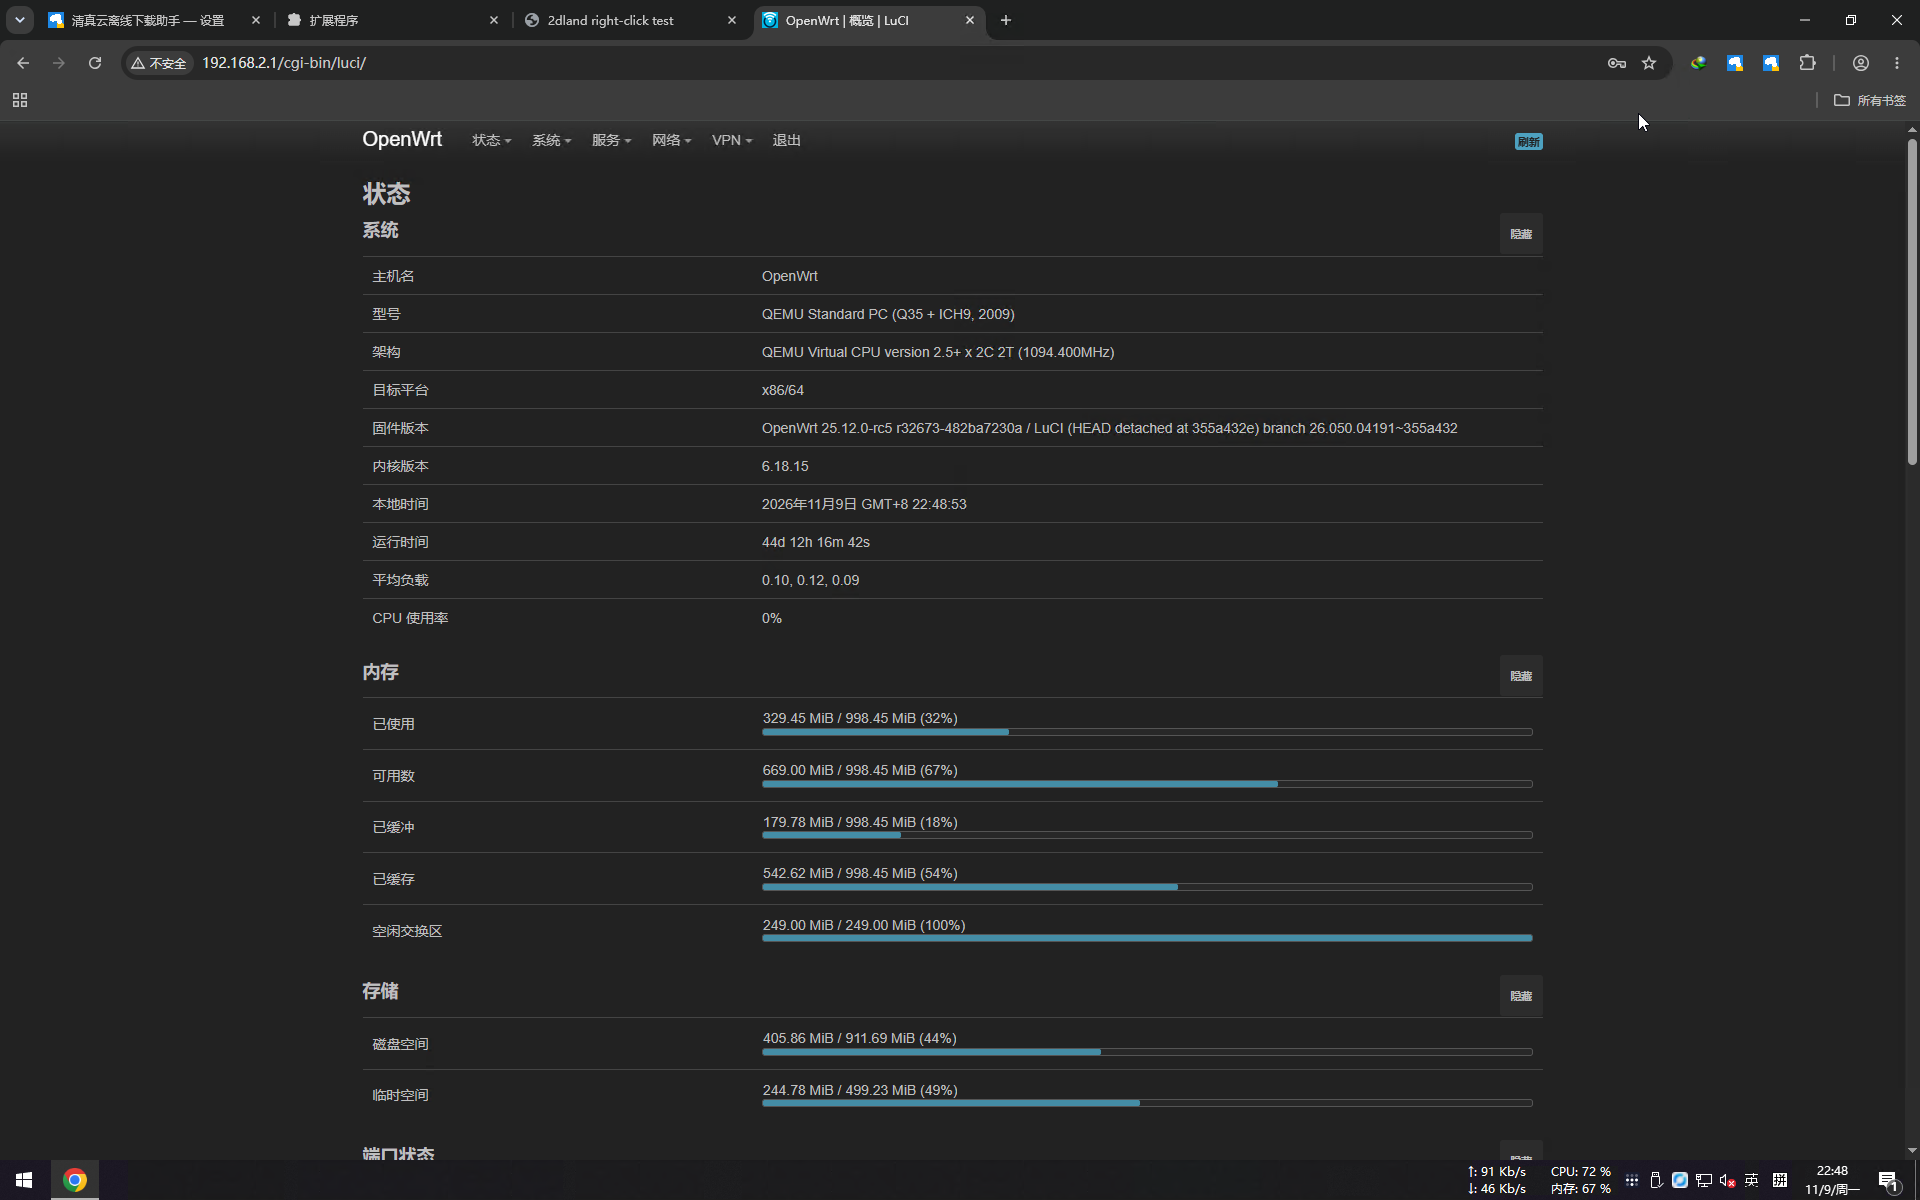 清真云离线下载助手 — 设置
扩展程序
2dland right-click test
OpenWrt | 概览 | LuCI
不安全
192.168.2.1/cgi-bin/luci/
所有书签
OpenWrt
状态
系统
服务
网络
VPN
退出
刷新
状态
系统
隐藏
主机名 OpenWrt
型号 QEMU Standard PC (Q35 + ICH9, 2009)
架构 QEMU Virtual CPU version 2.5+ x 2C 2T (1094.400MHz)
目标平台 x86/64
固件版本 OpenWrt 25.12.0-rc5 r32673-482ba7230a / LuCI (HEAD detached at 355a432e) branch 26.050.04191~355a432
内核版本 6.18.15
本地时间 2026年11月9日 GMT+8 22:48:53
运行时间 44d 12h 16m 42s
平均负载 0.10, 0.12, 0.09
CPU 使用率 0%
内存
隐藏
已使用 329.45 MiB / 998.45 MiB (32%)
可用数 669.00 MiB / 998.45 MiB (67%)
已缓冲 179.78 MiB / 998.45 MiB (18%)
已缓存 542.62 MiB / 998.45 MiB (54%)
空闲交换区 249.00 MiB / 249.00 MiB (100%)
存储
隐藏
磁盘空间 405.86 MiB / 911.69 MiB (44%)
临时空间 244.78 MiB / 499.23 MiB (49%)
端口状态
隐藏
↑: 91 Kb/s
↓: 46 Kb/s
CPU: 72 %
内存: 67 %
英
拼
22:48
11/9/周一
1